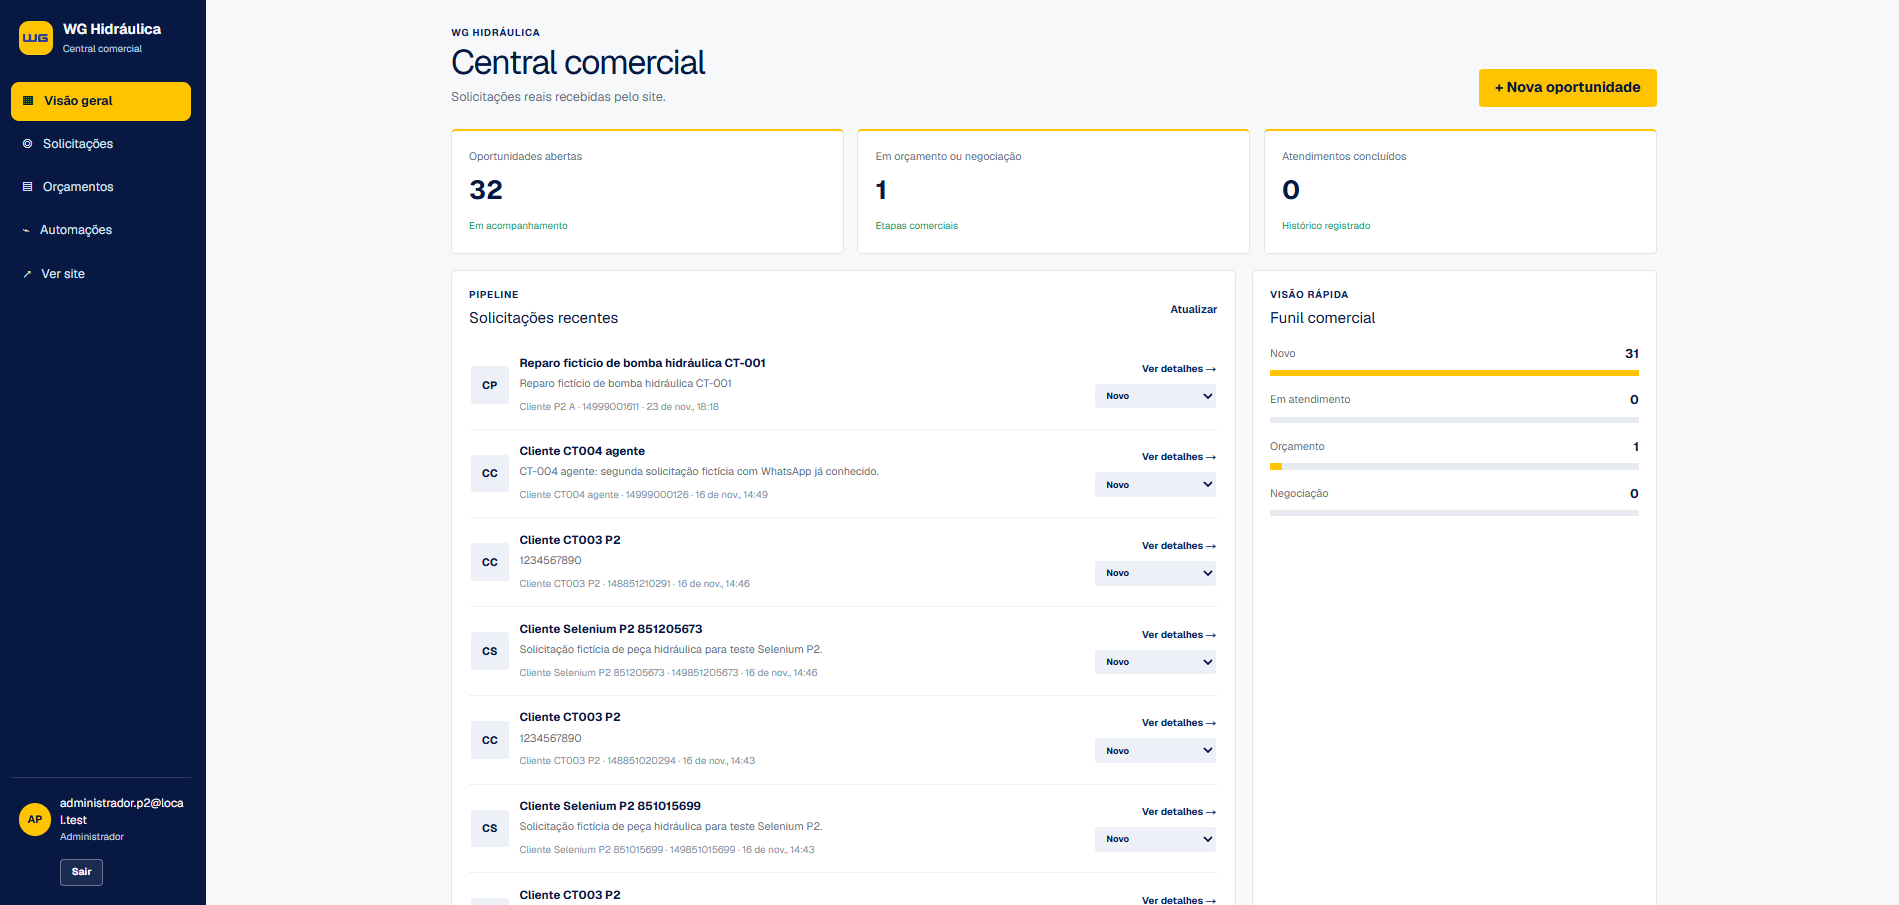 WG
WG Hidráulica
Central comercial
Visão geral
Solicitações
Orçamentos
Automações
Ver site
AP
administrador.p2@loca
l.test
Administrador
Sair
WG HIDRÁULICA
Central comercial
Solicitações reais recebidas pelo site.
+ Nova oportunidade
Oportunidades abertas
32
Em acompanhamento
Em orçamento ou negociação
1
Etapas comerciais
Atendimentos concluídos
0
Histórico registrado
PIPELINE
Solicitações recentes
Atualizar
CP
Reparo fictício de bomba hidráulica CT-001
Reparo fictício de bomba hidráulica CT-001
Cliente P2 A · 14999001611 · 23 de nov., 18:18
Ver detalhes →
Novo
CC
Cliente CT004 agente
CT-004 agente: segunda solicitação fictícia com WhatsApp já conhecido.
Cliente CT004 agente · 14999000126 · 16 de nov., 14:49
Ver detalhes →
Novo
CC
Cliente CT003 P2
1234567890
Cliente CT003 P2 · 148851210291 · 16 de nov., 14:46
Ver detalhes →
Novo
CS
Cliente Selenium P2 851205673
Solicitação fictícia de peça hidráulica para teste Selenium P2.
Cliente Selenium P2 851205673 · 149851205673 · 16 de nov., 14:46
Ver detalhes →
Novo
CC
Cliente CT003 P2
1234567890
Cliente CT003 P2 · 148851020294 · 16 de nov., 14:43
Ver detalhes →
Novo
CS
Cliente Selenium P2 851015699
Solicitação fictícia de peça hidráulica para teste Selenium P2.
Cliente Selenium P2 851015699 · 149851015699 · 16 de nov., 14:43
Ver detalhes →
Novo
Cliente CT003 P2
Ver detalhes →
VISÃO RÁPIDA
Funil comercial
Novo 31
Em atendimento 0
Orçamento 1
Negociação 0